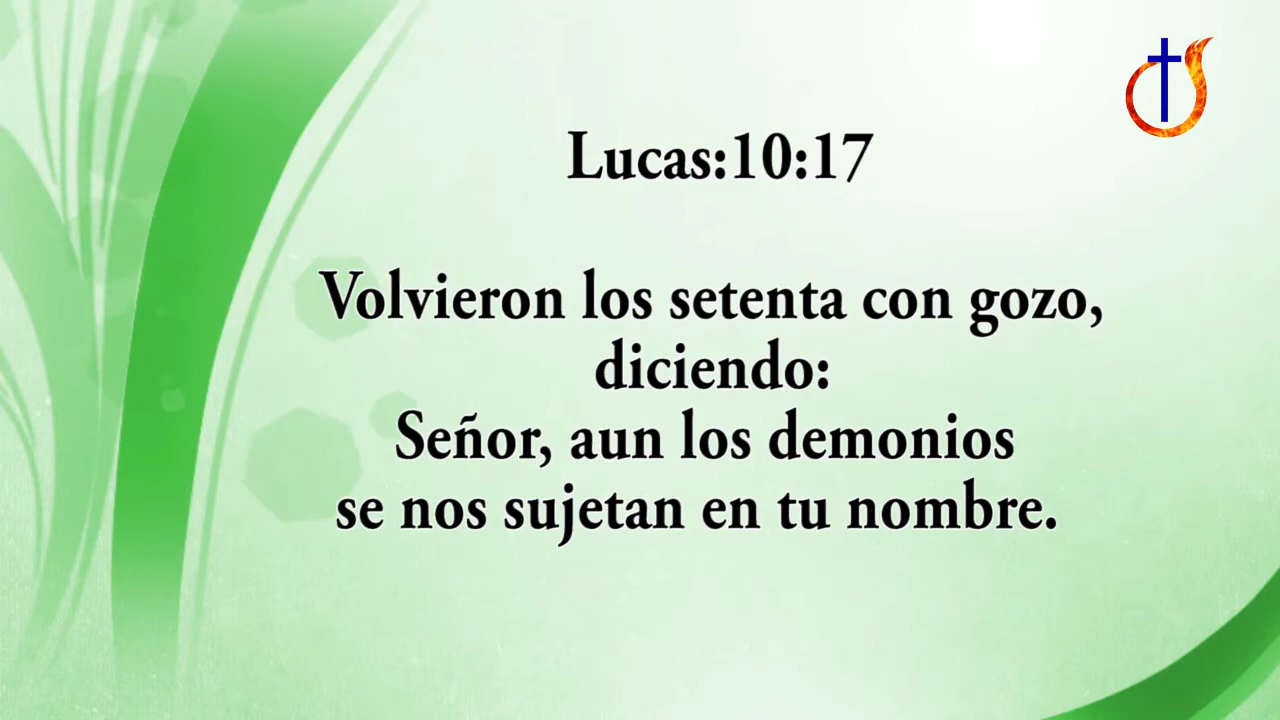 Lucas:10:17
Volvieron los setenta con gozo,
diciendo:
Señor, aun los demonios
se nos sujetan en tu nombre.